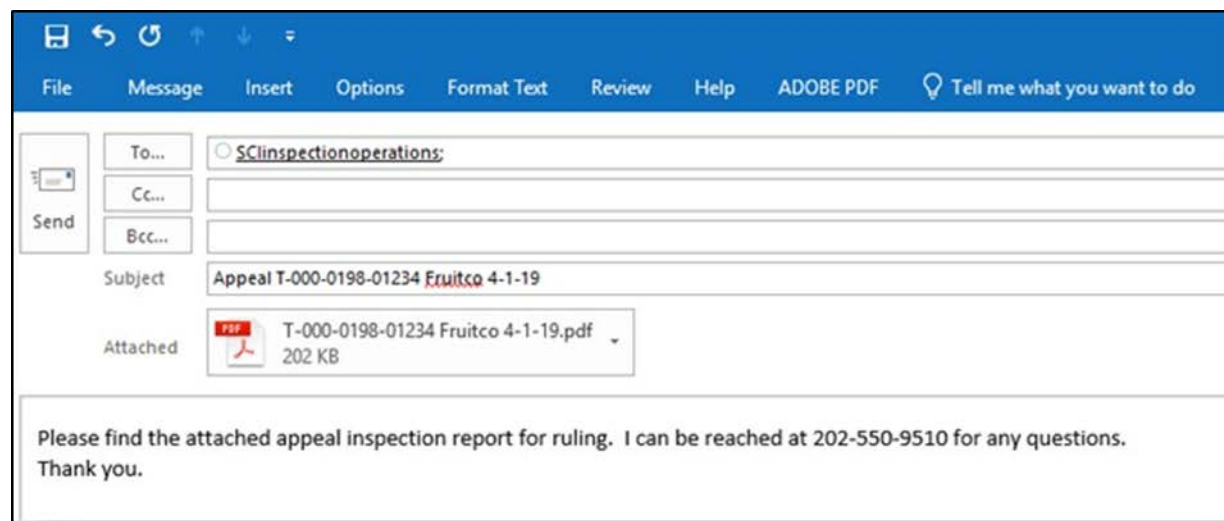 File Message Insert Options Format Text Review Help ADOBE PDF Tell me what you want to do
To... SCIinspectionoperations;
Cc...
Send
Bcc...
Subject Appeal T-000-0198-01234 Fruitco 4-1-19
PDF T-000-0198-01234 Fruitco 4-1-19.pdf
Attached
202 KB
Please find the attached appeal inspection report for ruling.  I can be reached at 202-550-9510 for any questions.
Thank you.